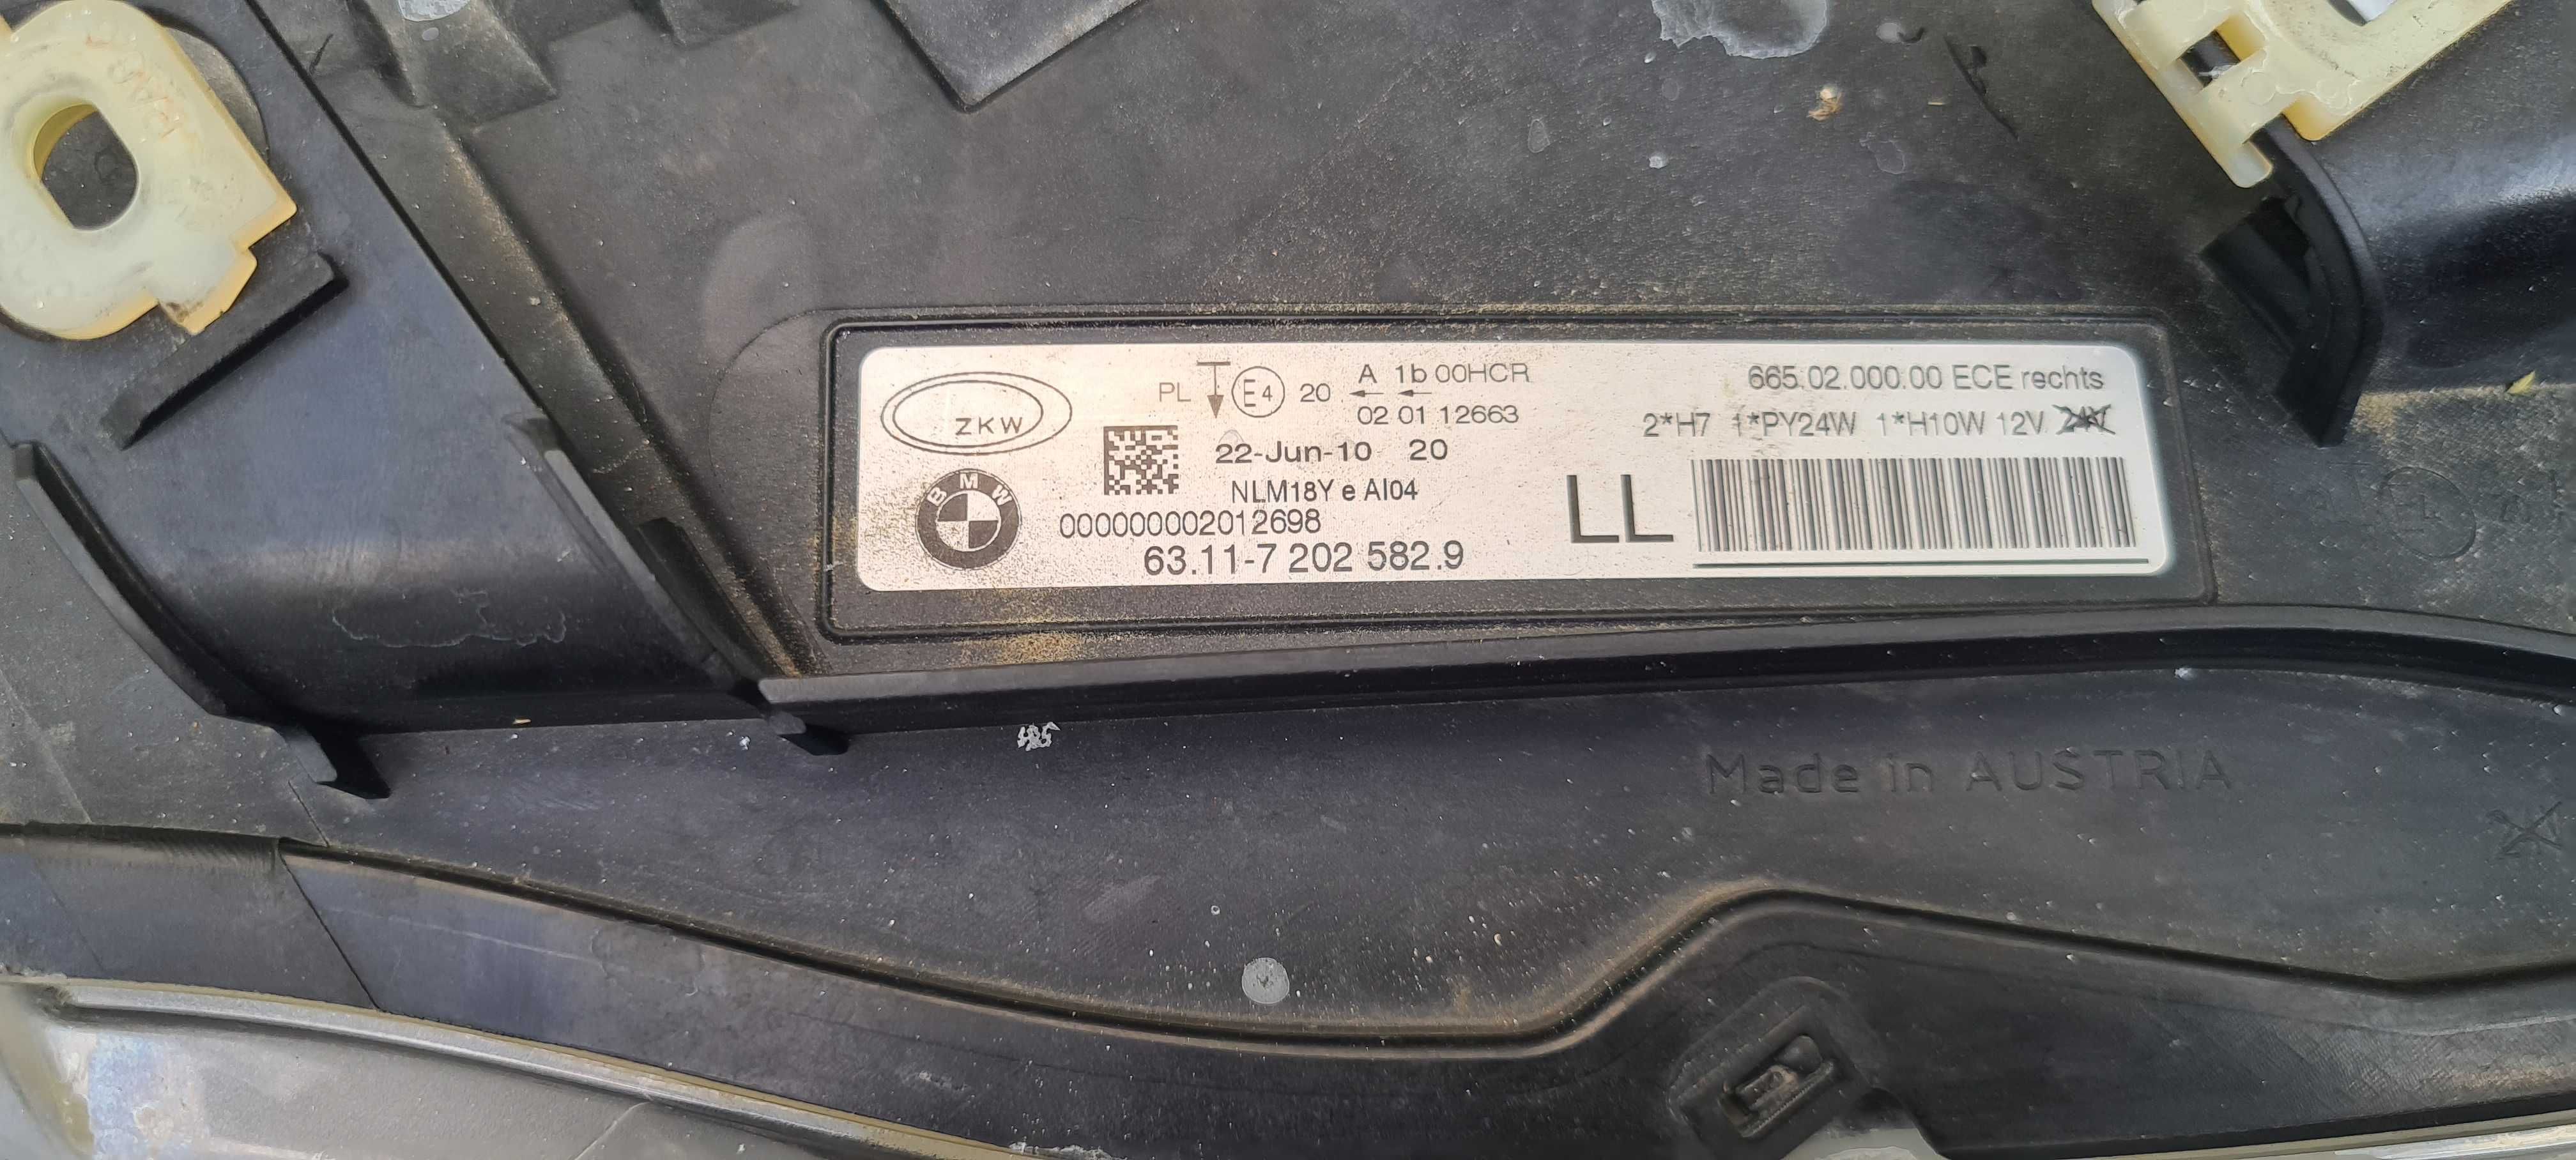 ZKW
BMW
PL E4 20 A 1b 00HCR
02 01 12663
22-Jun-10 20
NLM18Y e AI04
000000002012698
63.11-7 202 582.9
665.02.000.00 ECE rechts
2*H7 1*PY24W 1*H10W 12V 24V
LL
Made in AUSTRIA